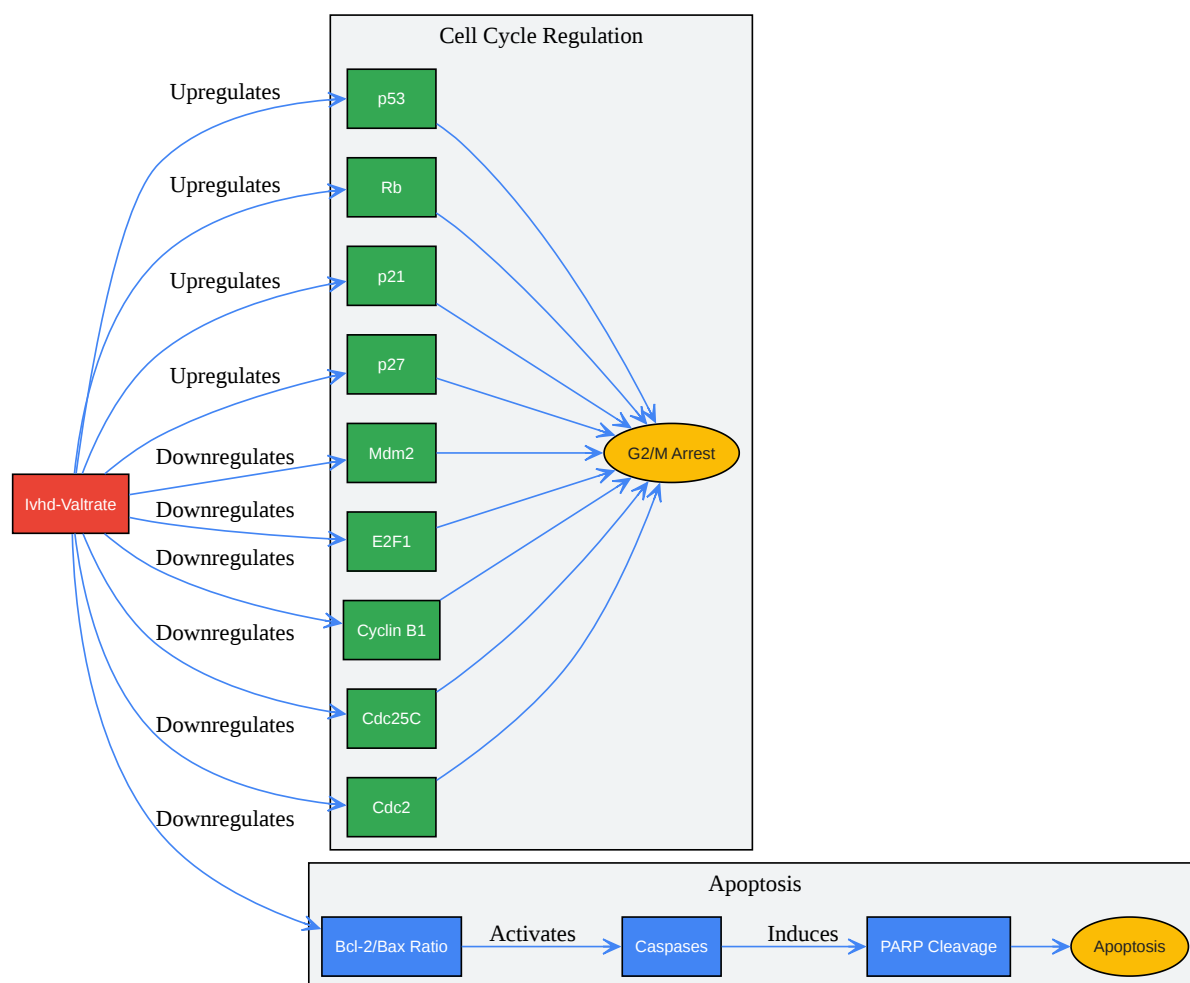 Cell Cycle Regulation
Upregulates
p53
Upregulates
Rb
Upregulates
p21
Upregulates
p27
Downregulates
Mdm2
G2/M Arrest
Ivhd-Valtrate
Downregulates
E2F1
Downregulates
Cyclin B1
Downregulates
Cdc25C
Downregulates
Cdc2
Downregulates
Apoptosis
Bcl-2/Bax Ratio
Activates
Caspases
Induces
PARP Cleavage
Apoptosis